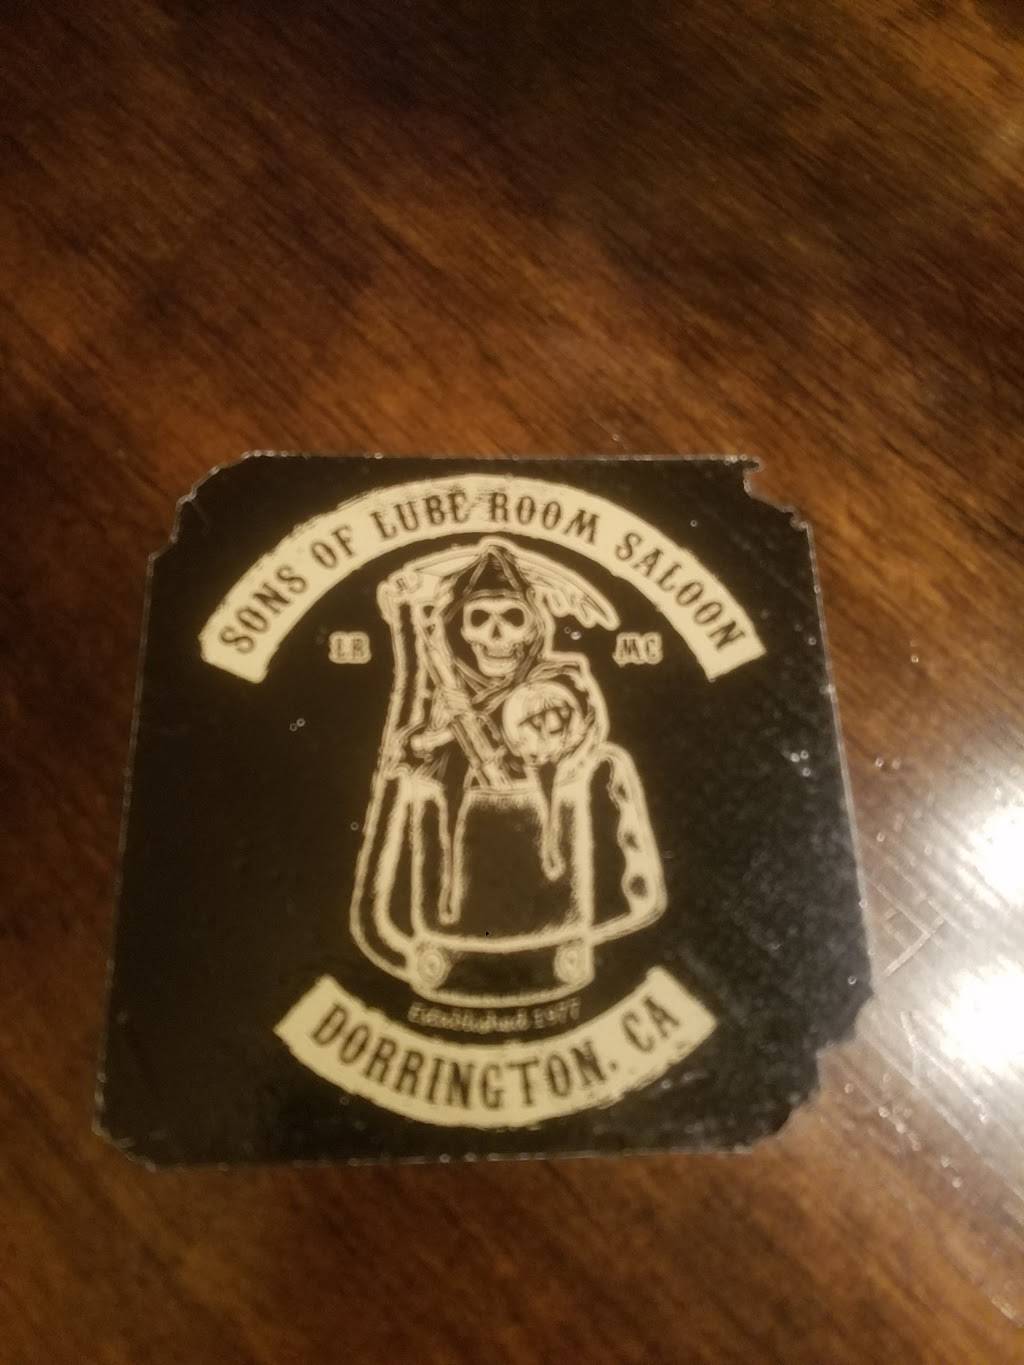 SONS OF LUBE ROOM SALOON
LR MC
Established 1977
DORRINGTON, CA